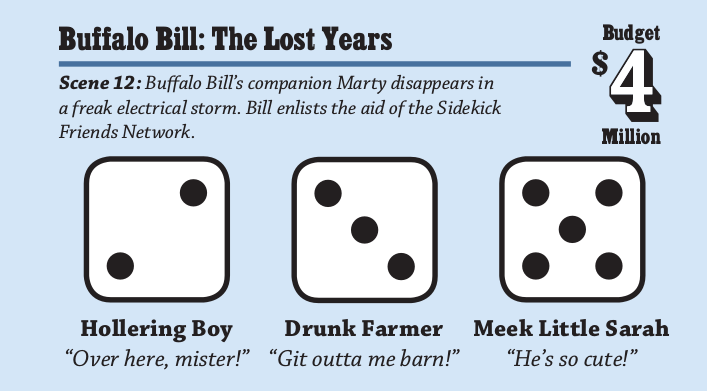 Buffalo Bill: The Lost Years
Budget
$4
Million
Scene 12: Buffalo Bill's companion Marty disappears in
a freak electrical storm. Bill enlists the aid of the Sidekick
Friends Network.
Hollering Boy
"Over here, mister!"
Drunk Farmer
"Git outta me barn!"
Meek Little Sarah
"He's so cute!"